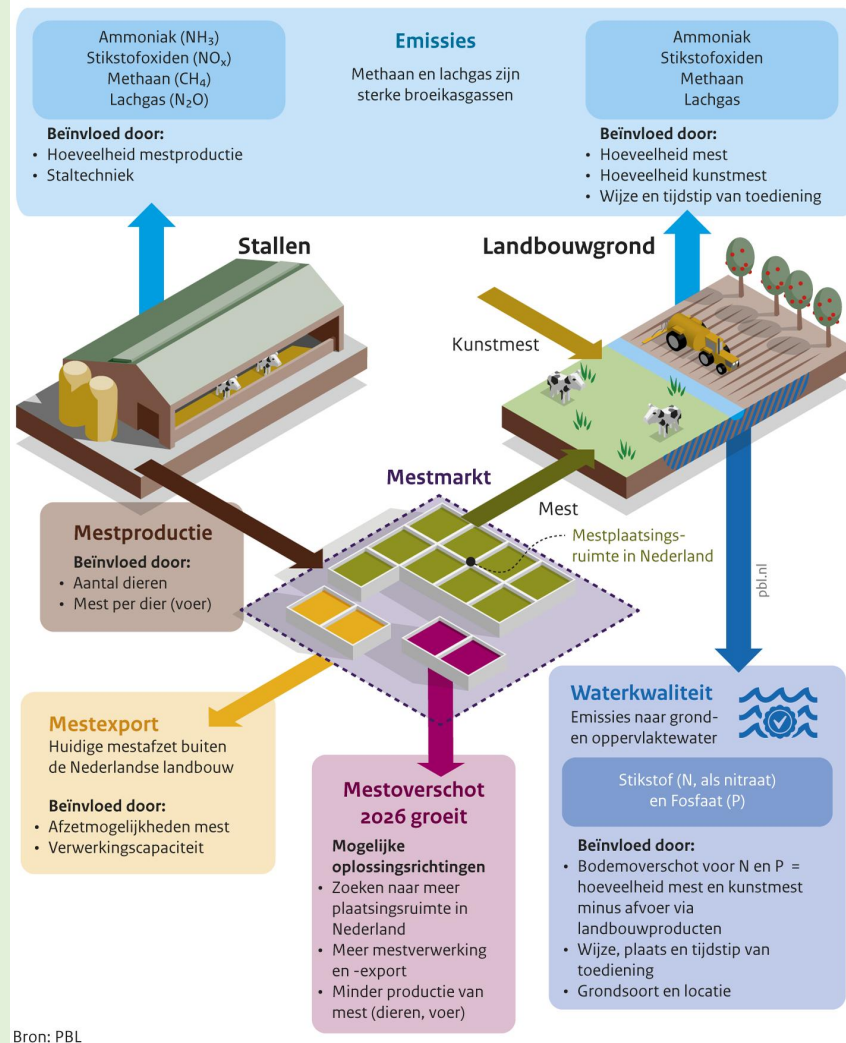 Ammoniak (NH₃)
Stikstofoxiden (NOₓ)
Methaan (CH₄)
Lachgas (N₂O)
Beïnvloed door:
• Hoeveelheid mestproductie
• Staltechniek
Emissies
Methaan en lachgas zijn
sterke broeikasgassen
Ammoniak
Stikstofoxiden
Methaan
Lachgas
Beïnvloed door:
• Hoeveelheid mest
• Hoeveelheid kunstmest
• Wijze en tijdstip van toediening
Stallen
Landbouwgrond
Kunstmest
Mestmarkt
Mest
Mestplaatsings-
ruimte in Nederland
pbl.nl
Mestproductie
Beïnvloed door:
• Aantal dieren
• Mest per dier (voer)
Mestexport
Huidige mestafzet buiten
de Nederlandse landbouw
Beïnvloed door:
• Afzetmogelijkheden mest
• Verwerkingscapaciteit
Mestoverschot
2026 groeit
Mogelijke
oplossingsrichtingen
• Zoeken naar meer
plaatsingsruimte in
Nederland
• Meer mestverwerking
en -export
• Minder productie van
mest (dieren, voer)
Waterkwaliteit
Emissies naar grond-
en oppervlaktewater
Stikstof (N, als nitraat)
en Fosfaat (P)
Beïnvloed door:
• Bodemoverschot voor N en P =
hoeveelheid mest en kunstmest
minus afvoer via
landbouwproducten
• Wijze, plaats en tijdstip van
toediening
• Grondsoort en locatie
Bron: PBL